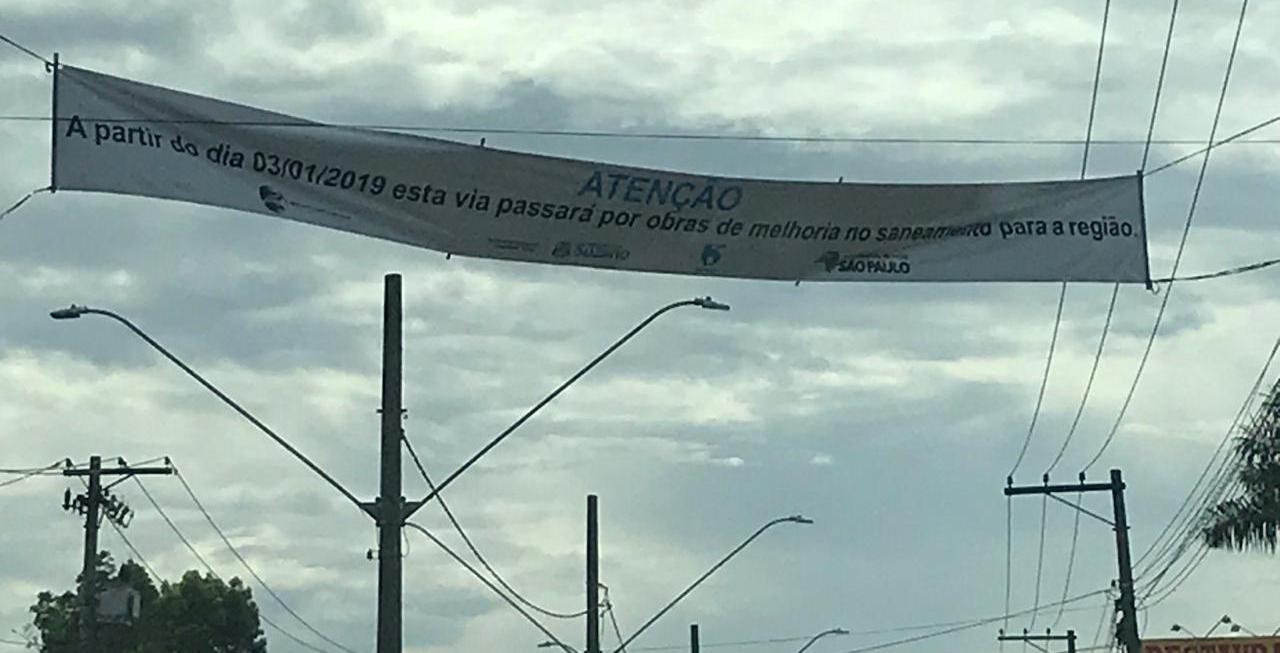 ATENÇÃO
A partir do dia 03/01/2019 esta via passará por obras de melhoria no saneamento para a região.
SÃO PAULO